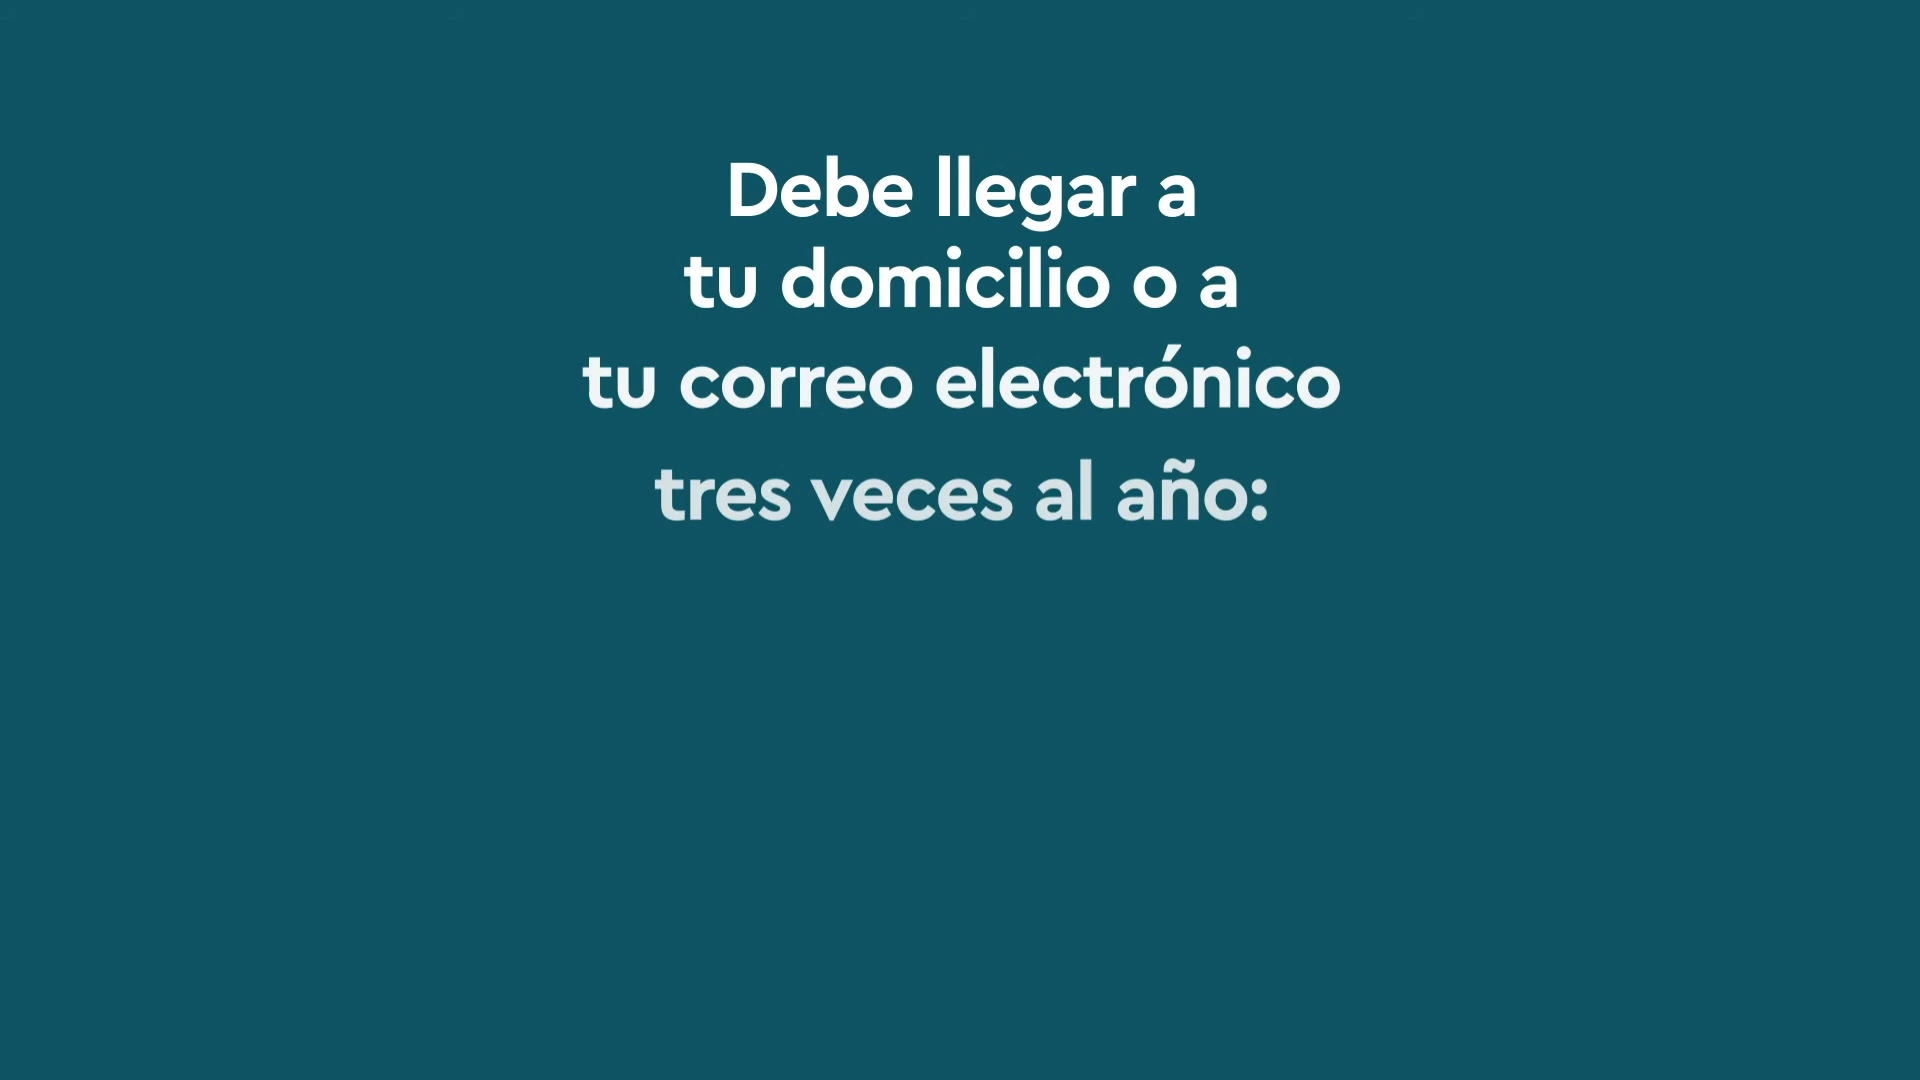 Debe llegar a
tu domicilio o a
tu correo electrónico
tres veces al año: